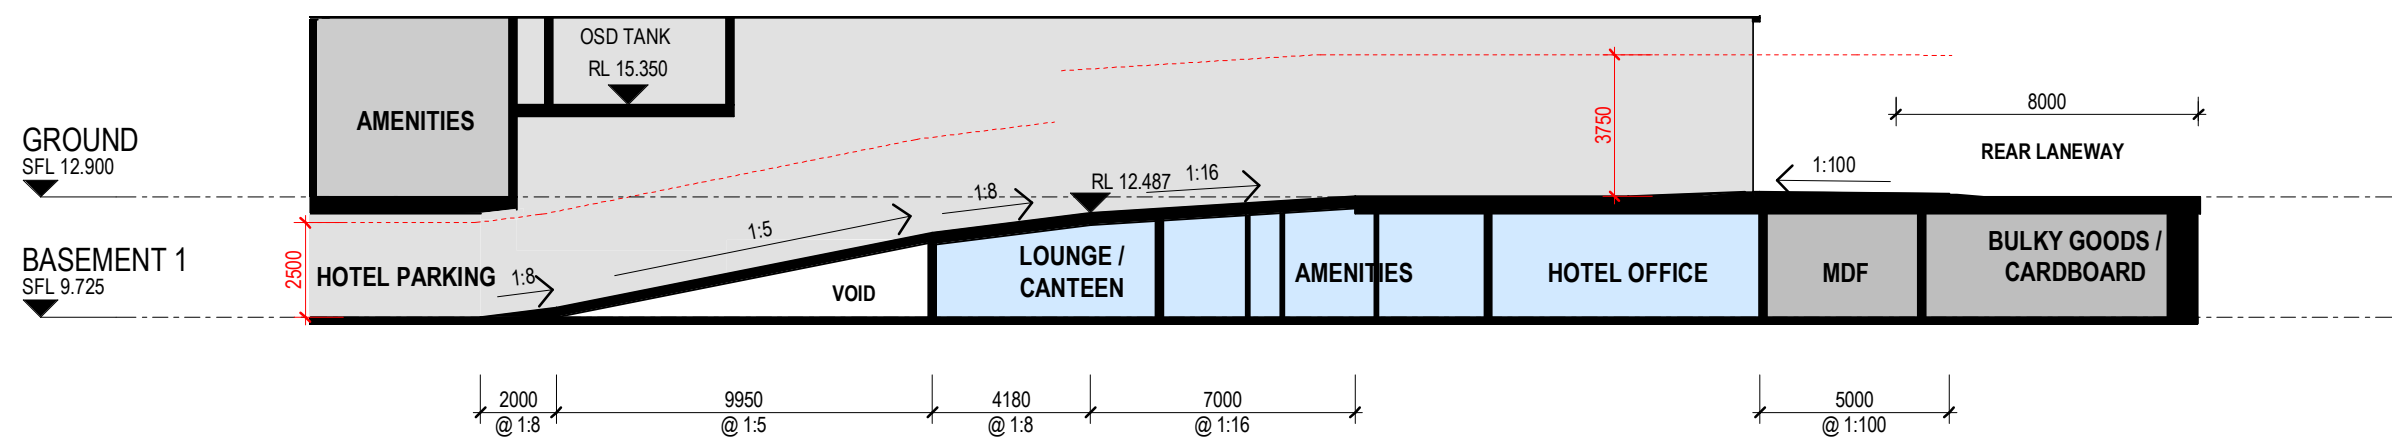 OSD TANK
RL 15.350
AMENITIES
GROUND
SFL 12.900
8000
3750
REAR LANEWAY
1:100
1:16
RL 12.487
1:8
1:5
BASEMENT 1
SFL 9.725
2500
HOTEL PARKING
1:8
VOID
LOUNGE /
CANTEEN
AMENITIES
HOTEL OFFICE
MDF
BULKY GOODS /
CARDBOARD
2000
@ 1:8
9950
@ 1:5
4180
@ 1:8
7000
@ 1:16
5000
@ 1:100